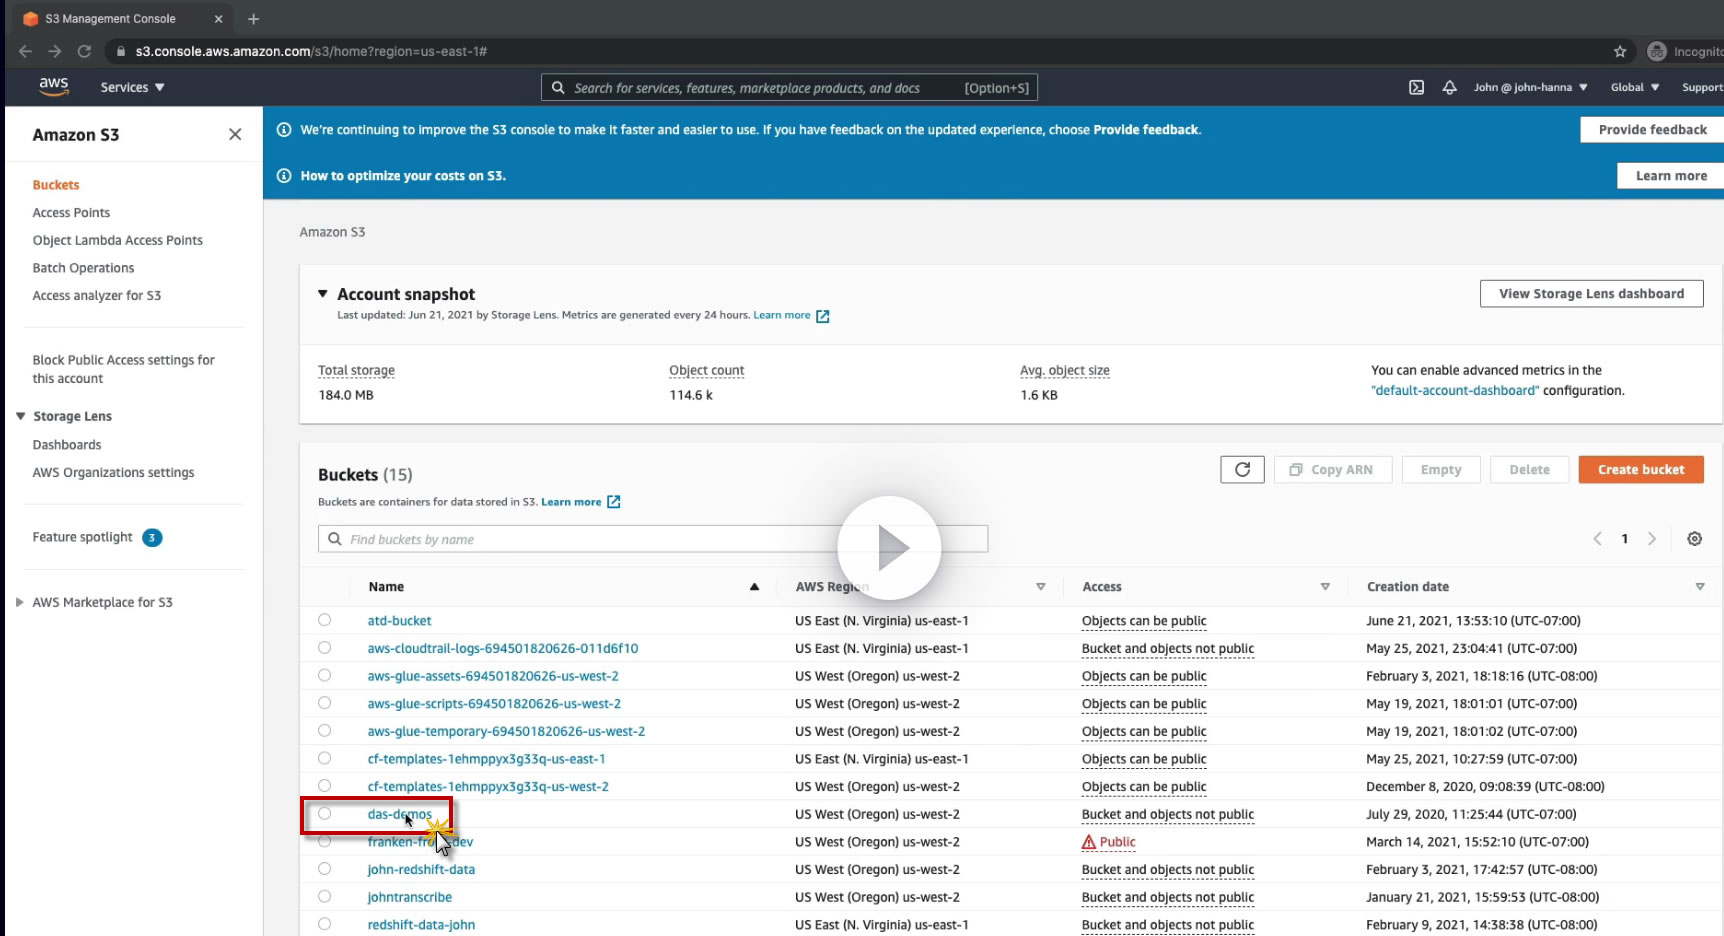 S3 Management Console
s3.console.aws.amazon.com/s3/home?region=us-east-1#
Incognito
aws
Services
Search for services, features, marketplace products, and docs [Option+S]
John @ john-hanna
Global
Support
Amazon S3
Buckets
Access Points
Object Lambda Access Points
Batch Operations
Access analyzer for S3
Block Public Access settings for
this account
Storage Lens
Dashboards
AWS Organizations settings
Feature spotlight 3
AWS Marketplace for S3
We're continuing to improve the S3 console to make it faster and easier to use. If you have feedback on the updated experience, choose Provide feedback.
Provide feedback
How to optimize your costs on S3.
Learn more
Amazon S3
Account snapshot
Last updated: Jun 21, 2021 by Storage Lens. Metrics are generated every 24 hours. Learn more
View Storage Lens dashboard
Total storage
184.0 MB
Object count
114.6 k
Avg. object size
1.6 KB
You can enable advanced metrics in the
"default-account-dashboard" configuration.
Buckets (15)
Buckets are containers for data stored in S3. Learn more
Copy ARN
Empty
Delete
Create bucket
Find buckets by name
1
Name AWS Region Access Creation date
atd-bucket US East (N. Virginia) us-east-1 Objects can be public June 21, 2021, 13:53:10 (UTC-07:00)
aws-cloudtrail-logs-694501820626-011d6f10 US East (N. Virginia) us-east-1 Bucket and objects not public May 25, 2021, 23:04:41 (UTC-07:00)
aws-glue-assets-694501820626-us-west-2 US West (Oregon) us-west-2 Objects can be public February 3, 2021, 18:18:16 (UTC-08:00)
aws-glue-scripts-694501820626-us-west-2 US West (Oregon) us-west-2 Objects can be public May 19, 2021, 18:01:01 (UTC-07:00)
aws-glue-temporary-694501820626-us-west-2 US West (Oregon) us-west-2 Objects can be public May 19, 2021, 18:01:02 (UTC-07:00)
cf-templates-1ehmppyx3g33q-us-east-1 US East (N. Virginia) us-east-1 Objects can be public May 25, 2021, 10:27:59 (UTC-07:00)
cf-templates-1ehmppyx3g33q-us-west-2 US West (Oregon) us-west-2 Objects can be public December 8, 2020, 09:08:39 (UTC-08:00)
das-demos US West (Oregon) us-west-2 Bucket and objects not public July 29, 2020, 11:25:44 (UTC-07:00)
US West (Oregon) us-west-2 Public March 14, 2021, 15:52:10 (UTC-07:00)
john-redshift-data US West (Oregon) us-west-2 Bucket and objects not public February 3, 2021, 17:42:57 (UTC-08:00)
johntranscribe US West (Oregon) us-west-2 Bucket and objects not public January 21, 2021, 15:59:53 (UTC-08:00)
redshift-data-john US East (N. Virginia) us-east-1 Bucket and objects not public February 9, 2021, 14:38:38 (UTC-08:00)